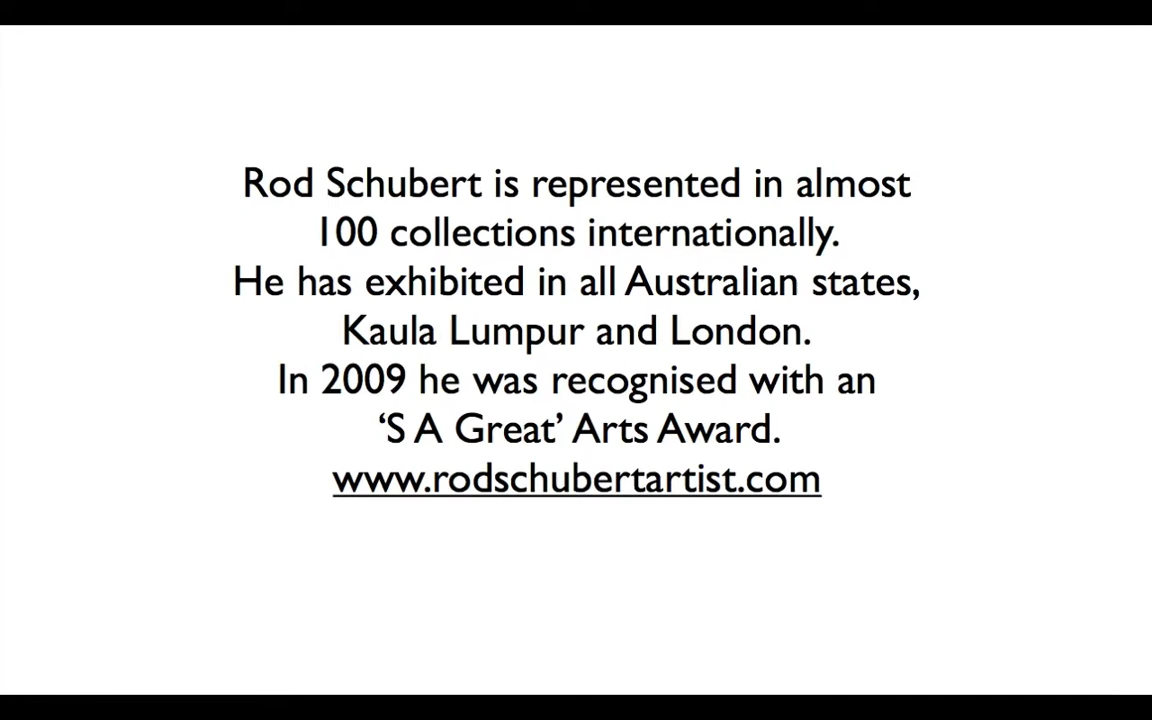 Rod Schubert is represented in almost
100 collections internationally.
He has exhibited in all Australian states,
Kaula Lumpur and London.
In 2009 he was recognised with an
‘S A Great’ Arts Award.
www.rodschubertartist.com